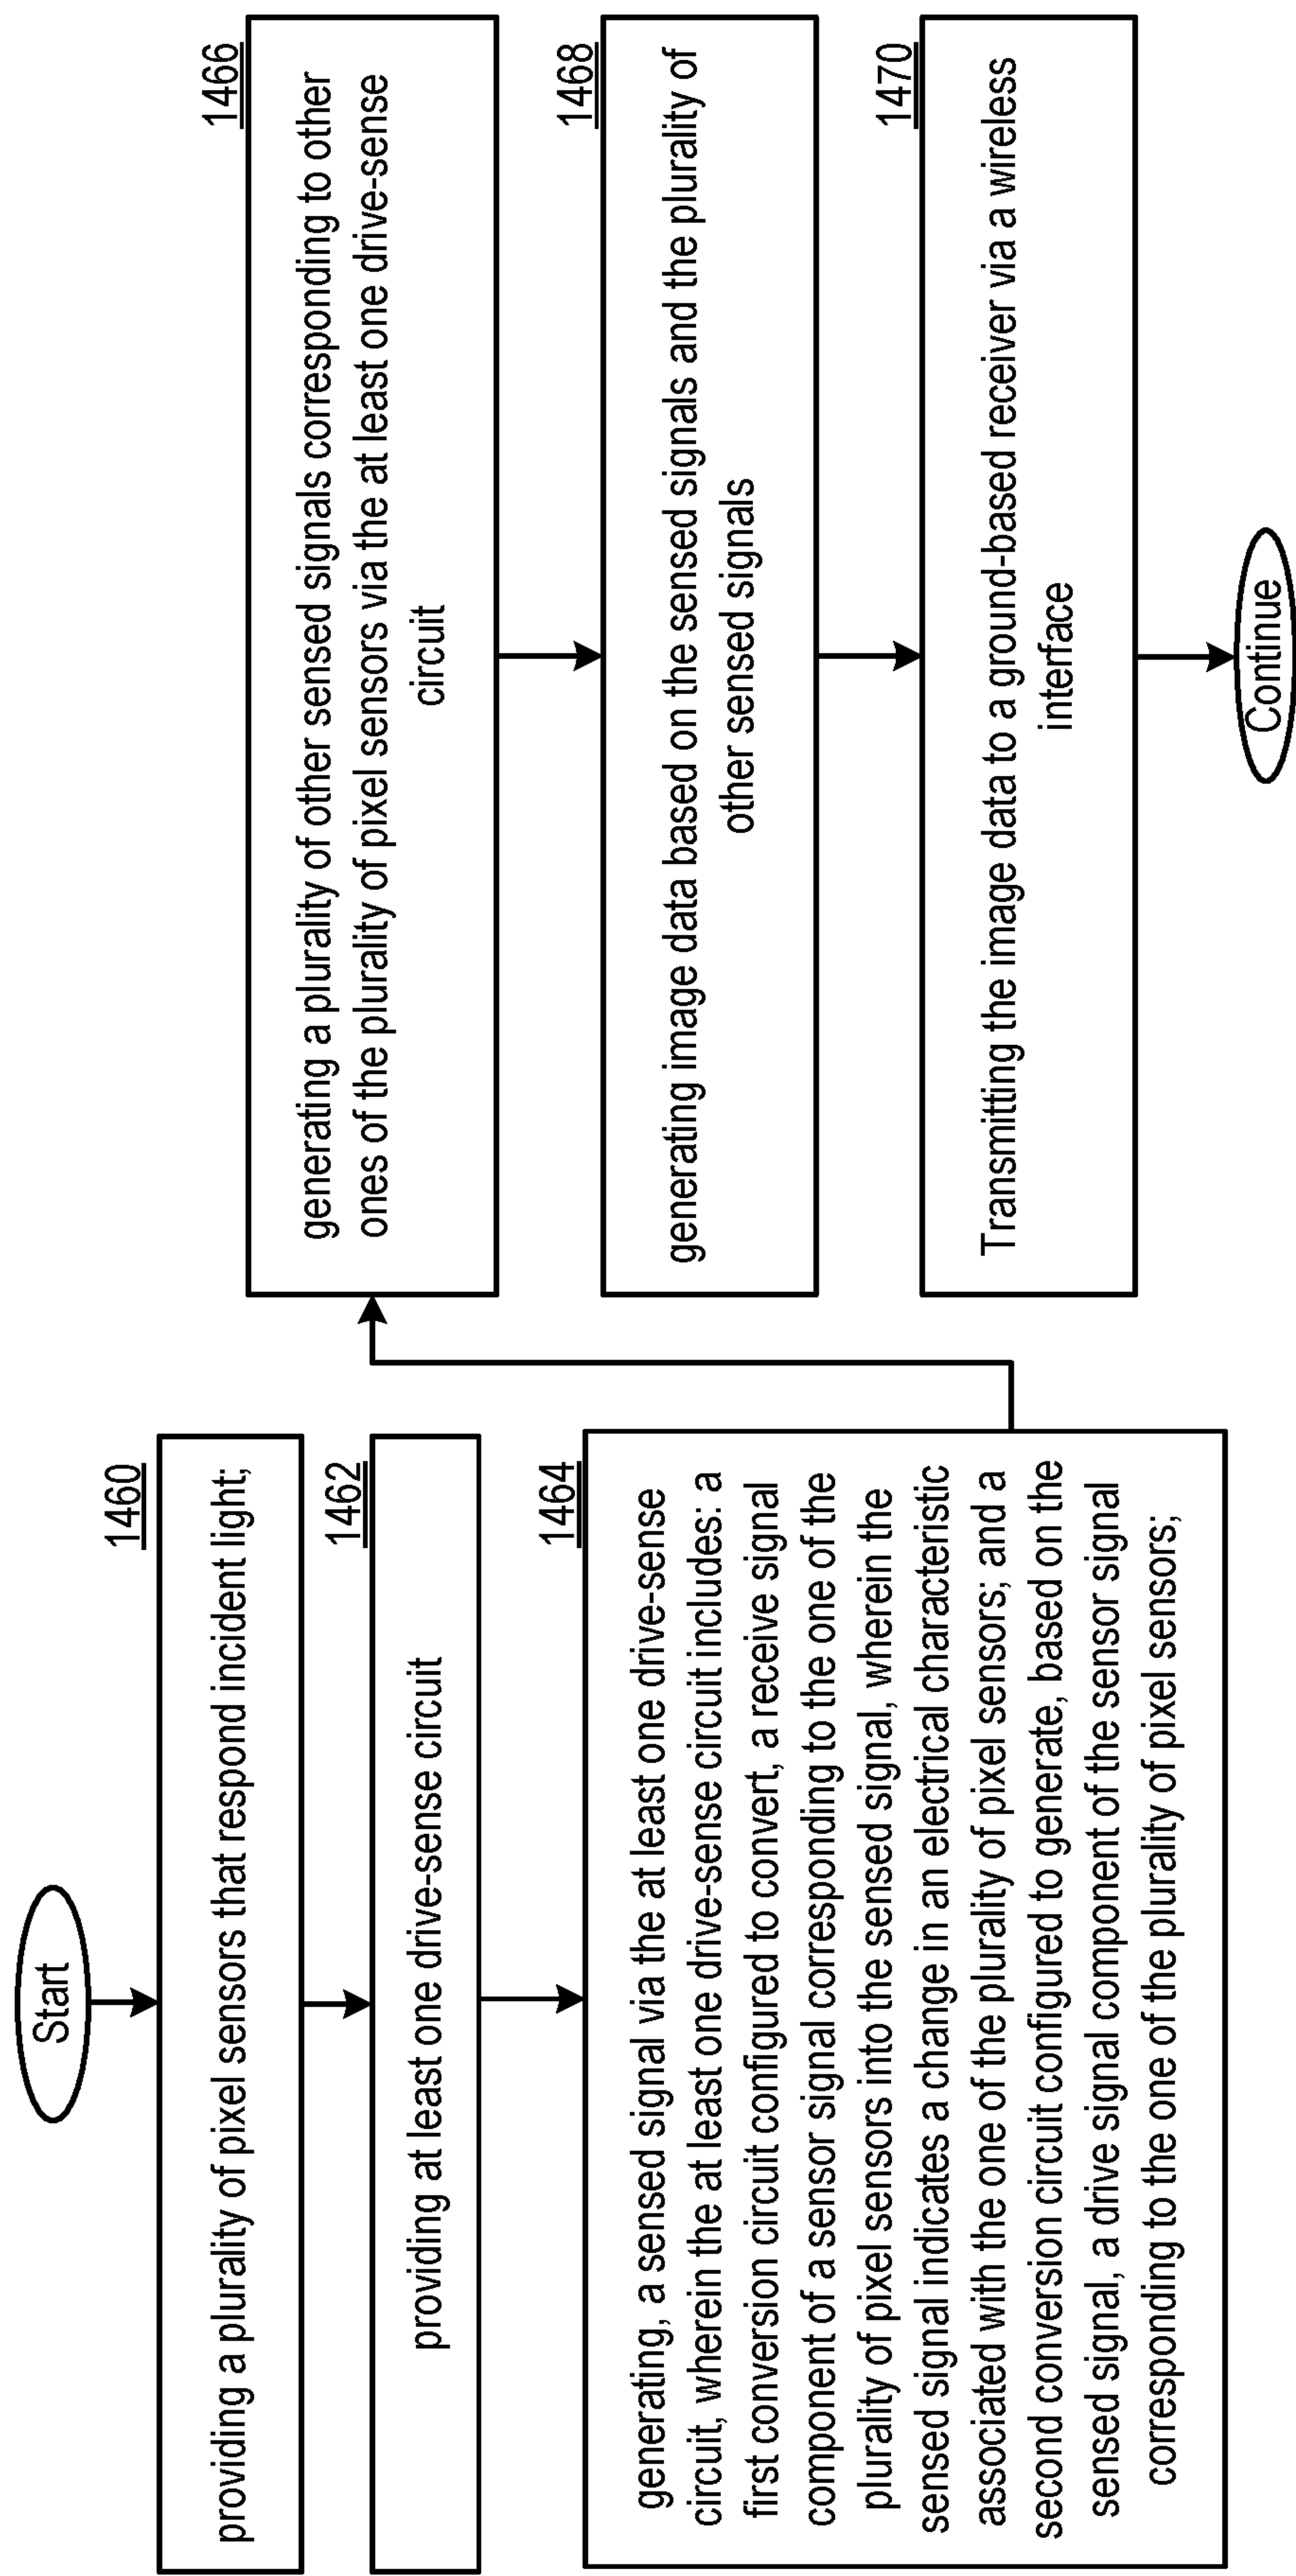 Start
1460
providing a plurality of pixel sensors that respond incident light;
1462
providing at least one drive-sense circuit
1464
generating, a sensed signal via the at least one drive-sense
circuit, wherein the at least one drive-sense circuit includes: a
first conversion circuit configured to convert, a receive signal
component of a sensor signal corresponding to the one of the
plurality of pixel sensors into the sensed signal, wherein the
sensed signal indicates a change in an electrical characteristic
associated with the one of the plurality of pixel sensors; and a
second conversion circuit configured to generate, based on the
sensed signal, a drive signal component of the sensor signal
corresponding to the one of the plurality of pixel sensors;
1466
generating a plurality of other sensed signals corresponding to other
ones of the plurality of pixel sensors via the at least one drive-sense
circuit
1468
generating image data based on the sensed signals and the plurality of
other sensed signals
1470
Transmitting the image data to a ground-based receiver via a wireless
interface
Continue